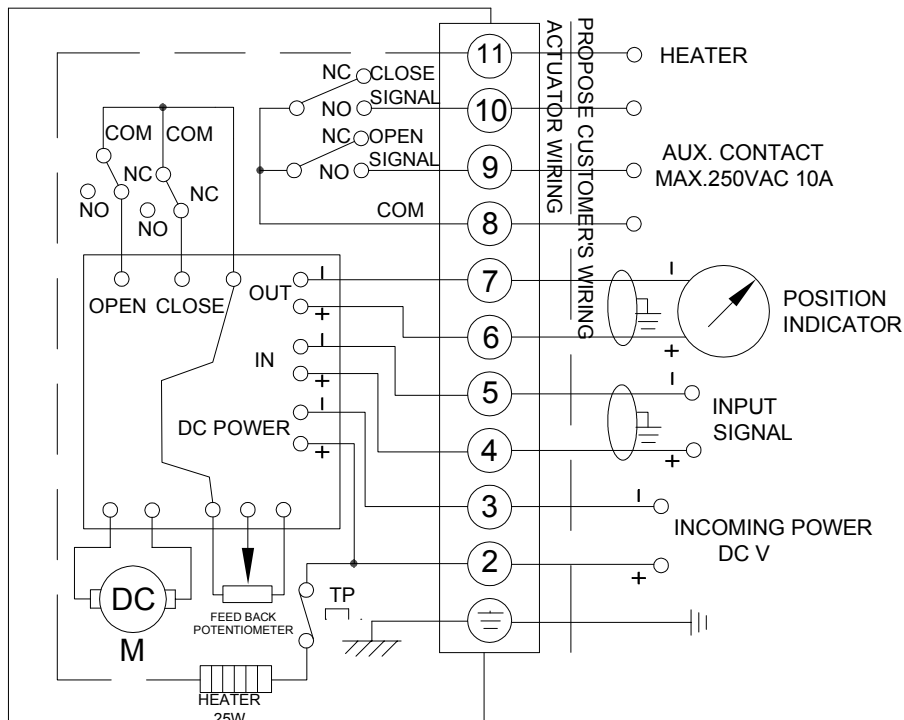 11
10
9
8
7
6
5
4
3
2
ACTUATOR WIRING
PROPOSE CUSTOMER'S WIRING
HEATER
AUX. CONTACT
MAX.250VAC 10A
POSITION
INDICATOR
INPUT
SIGNAL
INCOMING POWER
DC V
NC CLOSE
NO SIGNAL
NC OPEN
NO SIGNAL
COM
COM COM
NC
NO
NO
OPEN CLOSE
OUT
IN
DC POWER
DC
M
FEED BACK
POTENTIOMETER
TP
HEATER
25W
- 
+
-
+
-
+
-
+
-
+
-
+